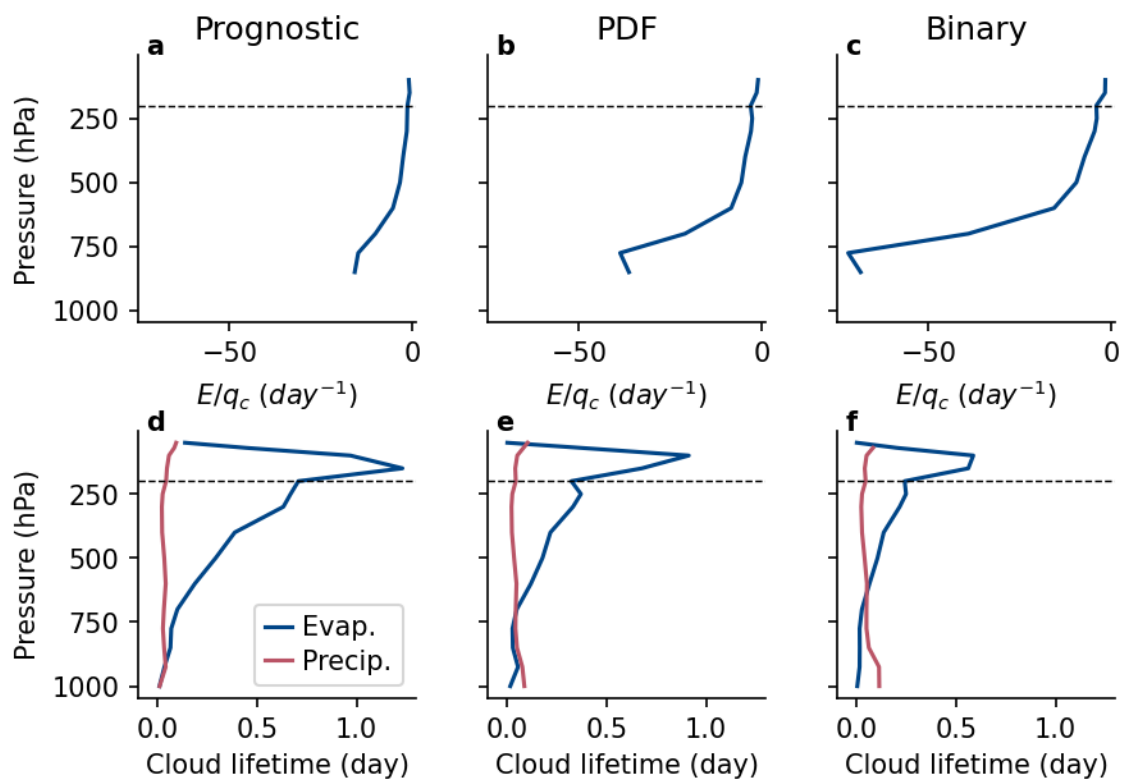 Prognostic PDF Binary
a b c
Pressure (hPa)
250
500
750
1000
−50 0 −50 0 −50 0
E/q_c (day⁻¹) E/q_c (day⁻¹) E/q_c (day⁻¹)
d e f
Pressure (hPa)
250
500
750
1000
Evap.
Precip.
0.0 0.5 1.0 0.0 0.5 1.0 0.0 0.5 1.0
Cloud lifetime (day) Cloud lifetime (day) Cloud lifetime (day)